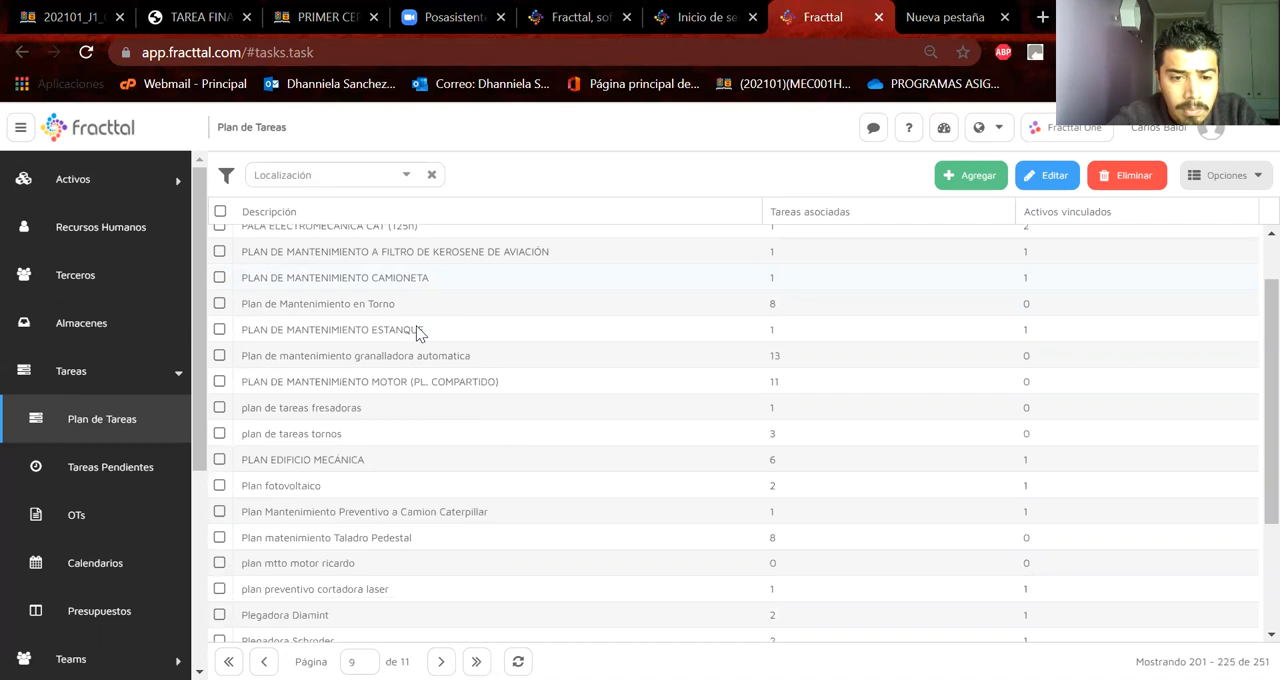 202101_J1_
TAREA FINA
PRIMER CER
Posasistente
Fracttal, sof
Inicio de se
Fracttal
Nueva pestaña
app.fracttal.com/#tasks.task
ABP
Aplicaciones
Webmail - Principal
Dhanniela Sanchez...
Correo: Dhanniela S...
Página principal de...
(202101)(MEC001H...
PROGRAMAS ASIG...
fracttal
Plan de Tareas
Fracttal One
Carlos Baldi
Activos
Recursos Humanos
Terceros
Almacenes
Tareas
Plan de Tareas
Tareas Pendientes
OTs
Calendarios
Presupuestos
Teams
Localización
Agregar
Editar
Eliminar
Opciones
Descripción Tareas asociadas Activos vinculados
PALA ELECTROMECANICA CAT (125h) 1 2
PLAN DE MANTENIMIENTO A FILTRO DE KEROSENE DE AVIACIÓN 1 1
PLAN DE MANTENIMIENTO CAMIONETA 1 1
Plan de Mantenimiento en Torno 8 0
PLAN DE MANTENIMIENTO ESTANQUE 1 1
Plan de mantenimiento granalladora automatica 13 0
PLAN DE MANTENIMIENTO MOTOR (PL. COMPARTIDO) 11 0
plan de tareas fresadoras 1 0
plan de tareas tornos 3 0
PLAN EDIFICIO MECÁNICA 6 1
Plan fotovoltaico 2 1
Plan Mantenimiento Preventivo a Camion Caterpillar 1 1
Plan matenimiento Taladro Pedestal 8 0
plan mtto motor ricardo 0 0
plan preventivo cortadora laser 1 1
Plegadora Diamint 2 1
Plegadora Schroder 2 1
Página 9 de 11
Mostrando 201 - 225 de 251